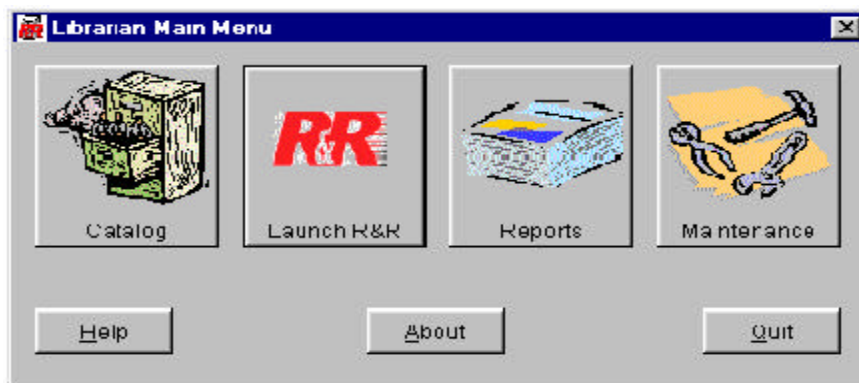 R&R Librarian Main Menu
R&R
Catalog Launch R&R Reports Maintenance
Help About Quit